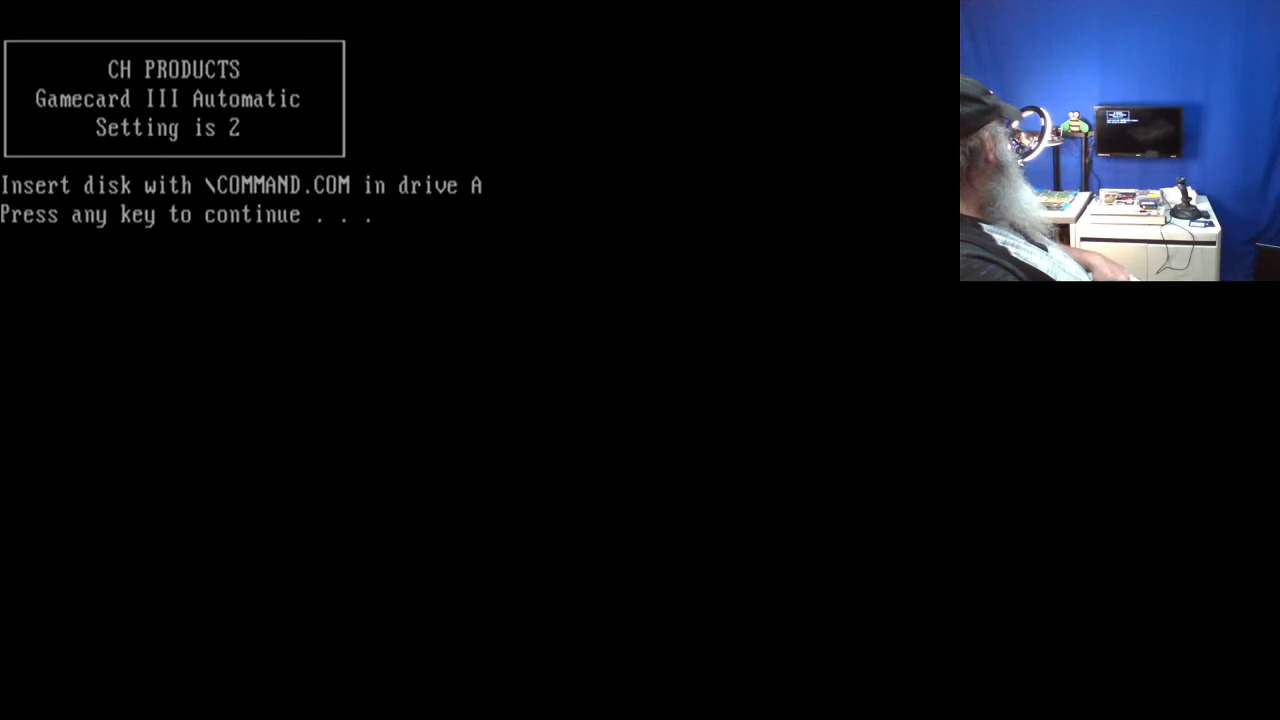 CH PRODUCTS
Gamecard III Automatic
Setting is 2
Insert disk with \COMMAND.COM in drive A
Press any key to continue . . .